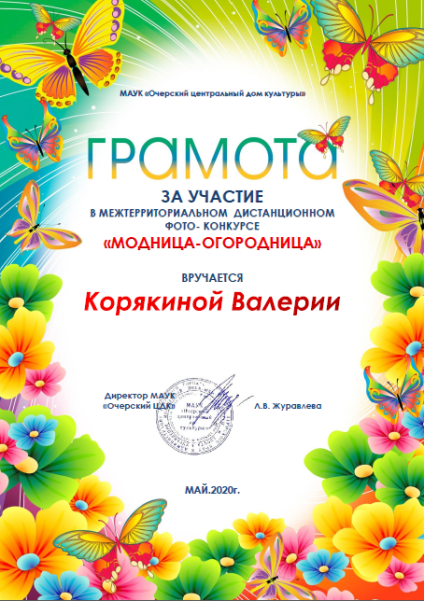 МАУК «Очерский центральный дом культуры»
ГРАМОТА
ЗА УЧАСТИЕ
В МЕЖТЕРРИТОРИАЛЬНОМ ДИСТАНЦИОННОМ
ФОТО- КОНКУРСЕ
«МОДНИЦА-ОГОРОДНИЦА»
ВРУЧАЕТСЯ
Корякиной Валерии
Директор МАУК
«Очерский ЦДК»
Л.В. Журавлева
МАЙ.2020г.